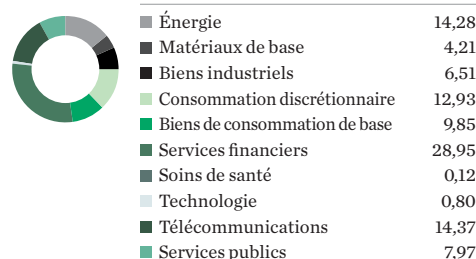 Énergie 14,28
Matériaux de base 4,21
Biens industriels 6,51
Consommation discrétionnaire 12,93
Biens de consommation de base 9,85
Services financiers 28,95
Soins de santé 0,12
Technologie 0,80
Télécommunications 14,37
Services publics 7,97